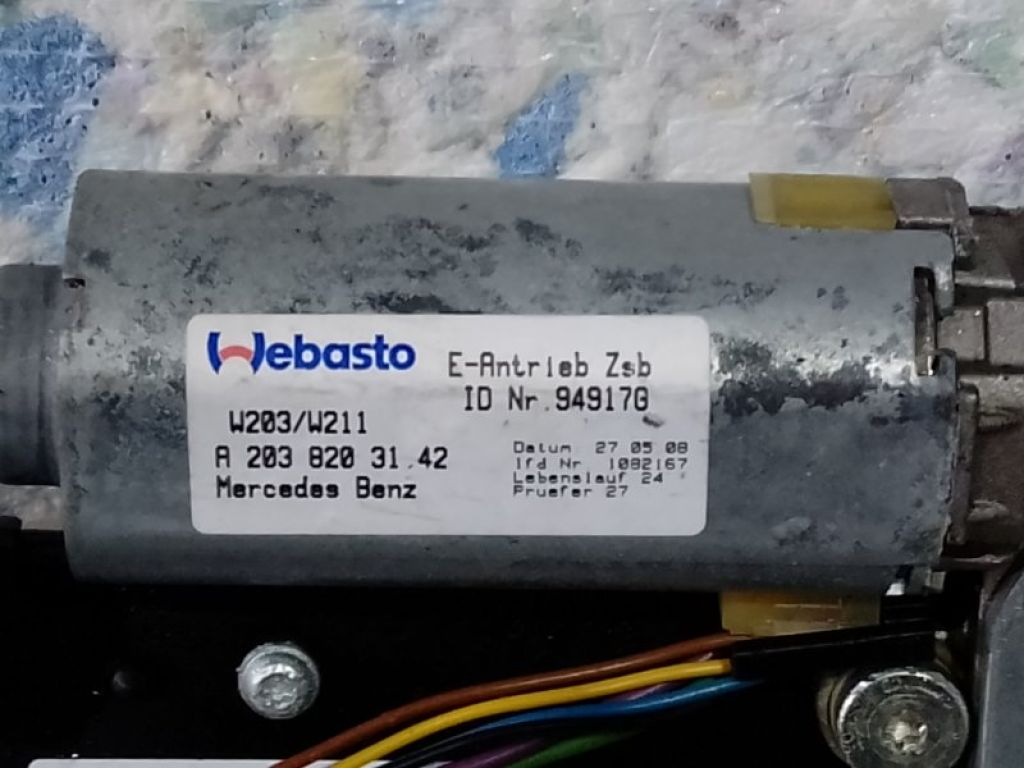 Webasto
E-Antrieb Zsb
ID Nr.94917G
W203/W211
A 203 820 31.42
Mercedes Benz
Datum 27 05 08
lfd Nr 1082167
Lebenslauf 24
Pruefer 27